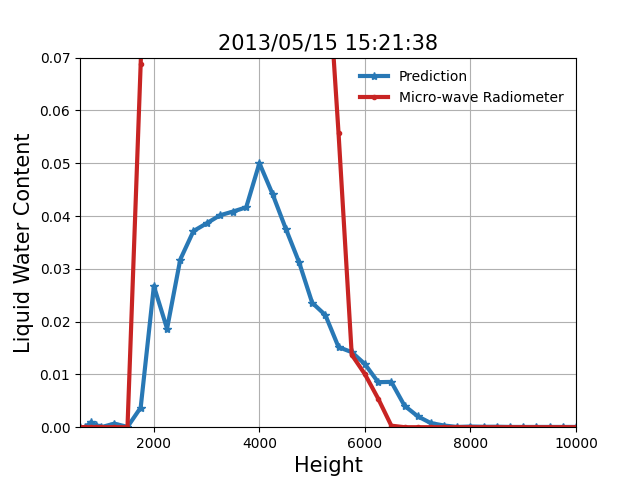 2013/05/15 15:21:38
0.07
0.06
0.05
0.04
0.03
0.02
0.01
0.00
Liquid Water Content
Prediction
Micro-wave Radiometer
2000 4000 6000 8000 10000
Height